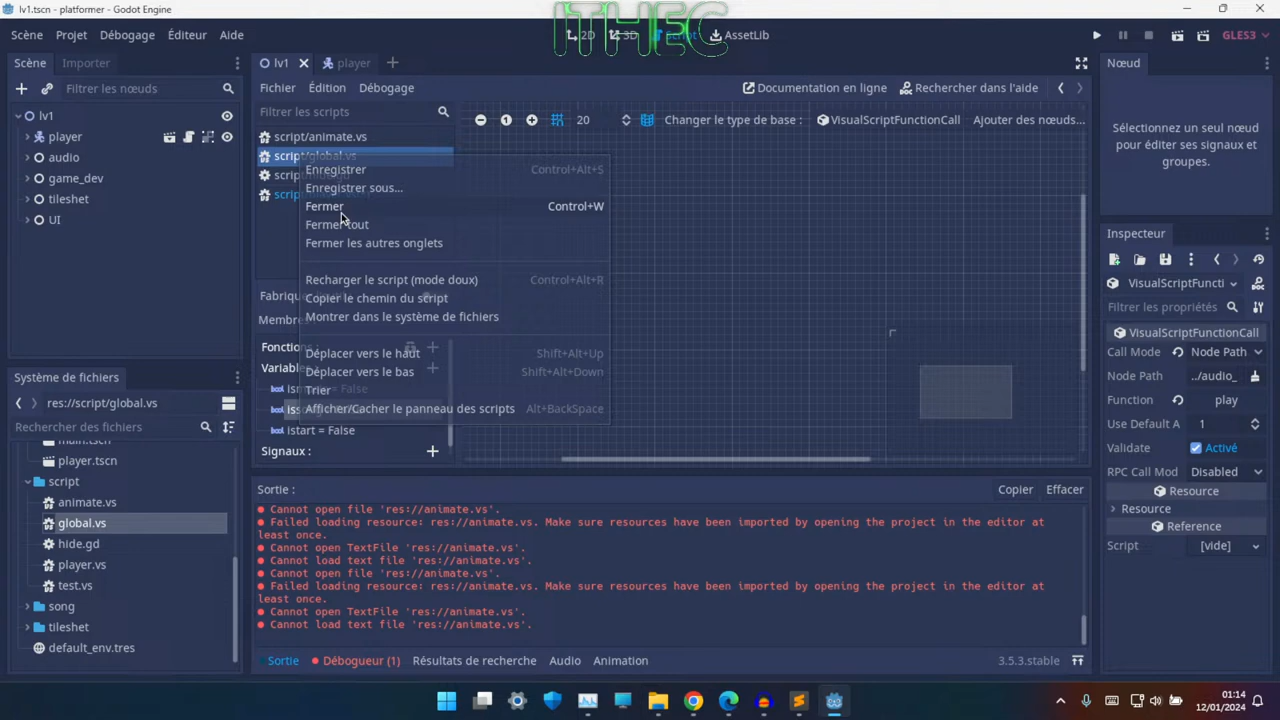 lv1.tscn - platformer - Godot Engine
ITHEC
Scène Projet Débogage Éditeur Aide
2D 3D Script AssetLib
GLES3
Scène Importer
lv1 player
Nœud
Filtrer les nœuds
Fichier Édition Débogage
Documentation en ligne Rechercher dans l'aide
lv1
player
audio
game_dev
tileshet
UI
Filtrer les scripts
20 Changer le type de base : VisualScriptFunctionCall Ajouter des nœuds...
script/animate.vs
script/global.vs
Enregistrer Control+Alt+S
Enregistrer sous...
Fermer Control+W
Fermer tout
Fermer les autres onglets
Recharger le script (mode doux) Control+Alt+R
Copier le chemin du script
Montrer dans le système de fichiers
Déplacer vers le haut Shift+Alt+Up
Déplacer vers le bas Shift+Alt+Down
Trier
Afficher/Cacher le panneau des scripts Alt+BackSpace
istart = False
Signaux :
Sélectionnez un seul nœud
pour éditer ses signaux et
groupes.
Inspecteur
VisualScriptFuncti
Filtrer les propriétés
VisualScriptFunctionCall
Call Mode Node Path
Node Path ../audio_
Function play
Use Default A 1
Validate Activé
RPC Call Mod Disabled
Resource
Resource
Reference
Script [vide]
Système de fichiers
res://script/global.vs
Rechercher des fichiers
main.tscn
player.tscn
script
animate.vs
global.vs
hide.gd
player.vs
test.vs
song
tileshet
default_env.tres
Sortie : Copier Effacer
Cannot open file 'res://animate.vs'.
Failed loading resource: res://animate.vs. Make sure resources have been imported by opening the project in the editor at
least once.
Cannot open TextFile 'res://animate.vs'.
Cannot load text file 'res://animate.vs'.
Cannot open file 'res://animate.vs'.
Failed loading resource: res://animate.vs. Make sure resources have been imported by opening the project in the editor at
least once.
Cannot open TextFile 'res://animate.vs'.
Cannot load text file 'res://animate.vs'.
Sortie Débogueur (1) Résultats de recherche Audio Animation 3.5.3.stable
01:14
12/01/2024